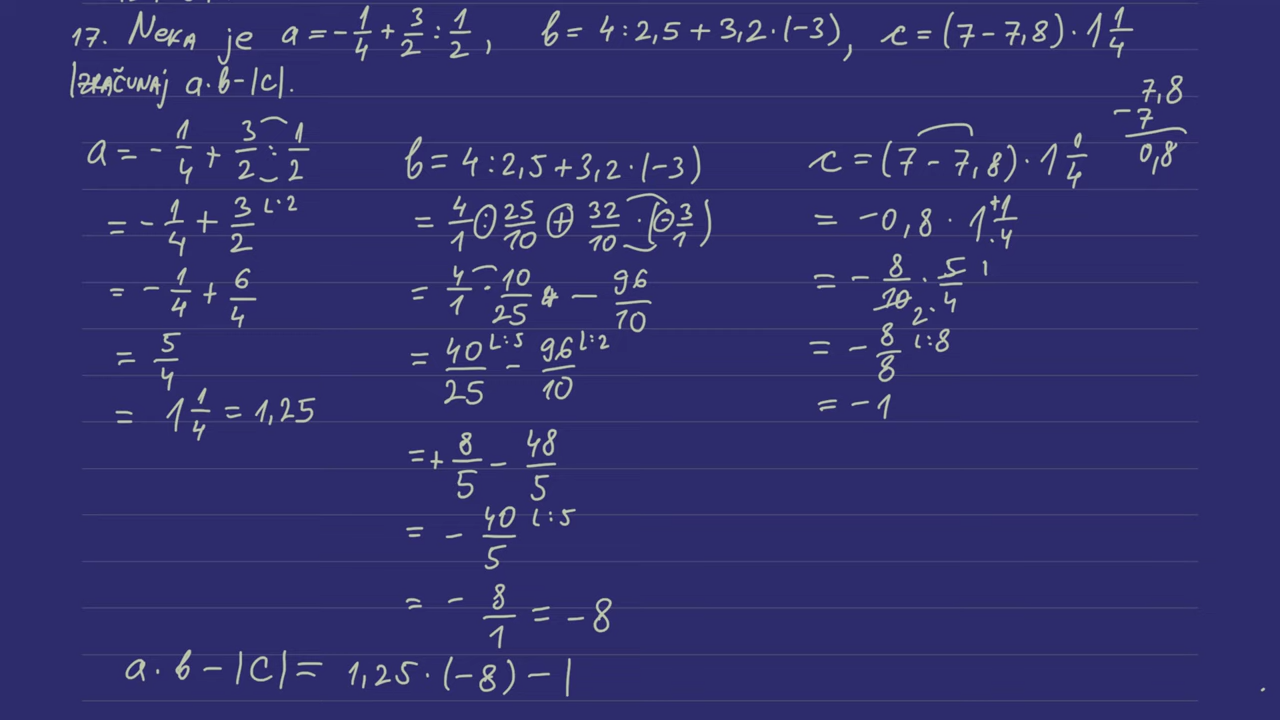 17. NEKA je a = -1/4 + 3/2 : 1/2, b = 4 : 2,5 + 3,2 · (-3), c = (7 - 7,8) · 1 1/4
IZRAČUNAJ a · b - |c|.
a = -1/4 + 3/2 : 1/2
= -1/4 + 3/2 |·2
= -1/4 + 6/4
= 5/4
= 1 1/4 = 1,25
b = 4 : 2,5 + 3,2 · (-3)
= 4/1 : 25/10 + 32/10 · (-3/1)
= 4/1 · 10/25 - 96/10
= 40/25 |:5 - 96/10 |:2
= + 8/5 - 48/5
= - 40/5 |:5
= - 8/1 = -8
c = (7 - 7,8) · 1 1/4
= -0,8 · 1 +1/·4
= - 8/10 2 · 5/4 1
= - 8/8 |:8
= -1
7,8
- 7
0,8
a · b - |c| = 1,25 · (-8) - |